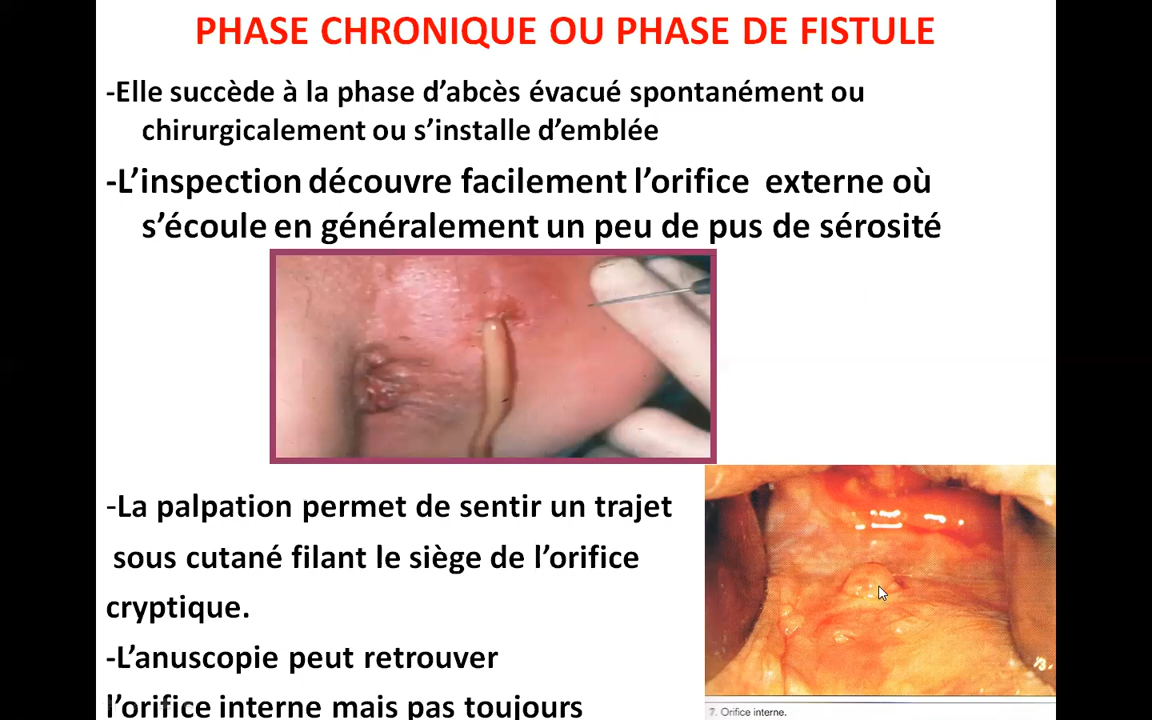 PHASE CHRONIQUE OU PHASE DE FISTULE
-Elle succède à la phase d’abcès évacué spontanément ou
chirurgicalement ou s’installe d’emblée
-L’inspection découvre facilement l’orifice externe où
s’écoule en généralement un peu de pus de sérosité
-La palpation permet de sentir un trajet
sous cutané filant le siège de l’orifice
cryptique.
-L’anuscopie peut retrouver
l’orifice interne mais pas toujours
7. Orifice interne.